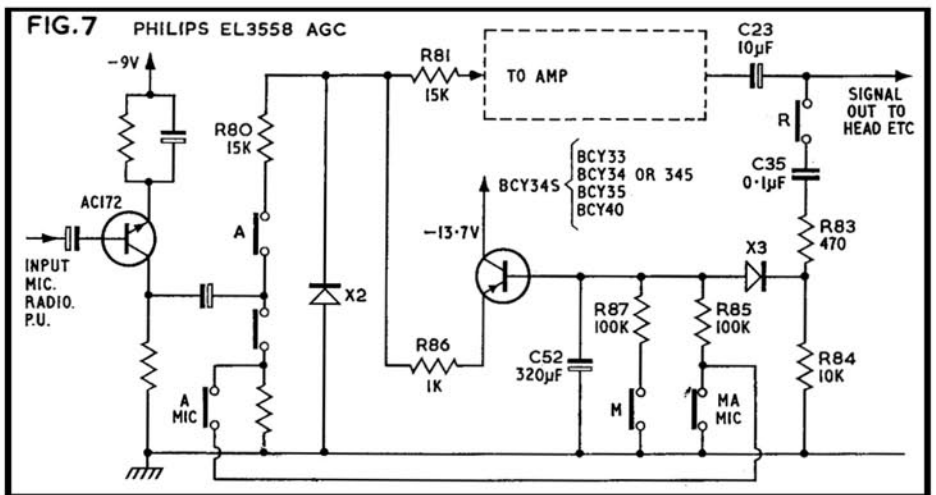 FIG.7 PHILIPS EL3558 AGC
-9V
R81
15K
TO AMP
C23
10µF
SIGNAL
OUT TO
HEAD ETC
R80
15K
R
AC172
A
BCY34S
BCY33
BCY34 OR 345
BCY35
BCY40
C35
0·1µF
-13·7V
R83
470
INPUT
MIC.
RADIO.
P.U.
X2
X3
R86
1K
C52
320µF
R87
100K
R85
100K
R84
10K
A
MIC
M
MA
MIC